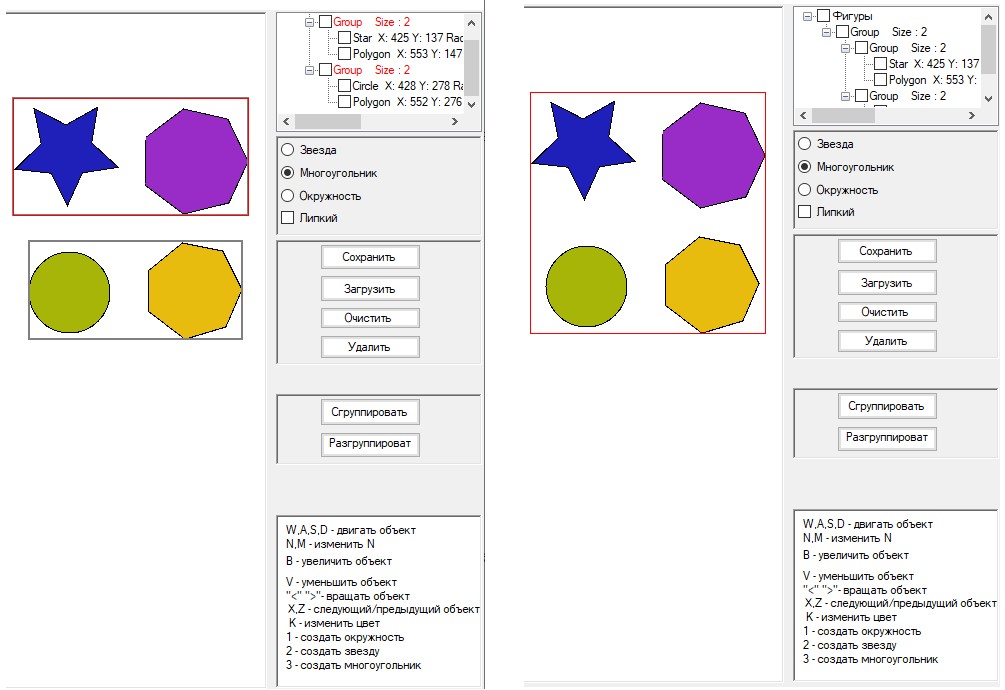 Group Size : 2
Star X: 425 Y: 137 Rad
Polygon X: 553 Y: 147
Group Size : 2
Circle X: 428 Y: 278 Ra
Polygon X: 552 Y: 276
Звезда
Многоугольник
Окружность
Липкий
Сохранить
Загрузить
Очистить
Удалить
Сгруппировать
Разгруппироват
W,A,S,D - двигать объект
N,M - изменить N
B - увеличить объект
V - уменьшить объект
"<" ">"- вращать объект
X,Z - следующий/предыдущий объект
K - изменить цвет
1 - создать окружность
2 - создать звезду
3 - создать многоугольник
Фигуры
Group Size : 2
Group Size : 2
Star X: 425 Y: 137
Polygon X: 553 Y:
Group Size : 2
Звезда
Многоугольник
Окружность
Липкий
Сохранить
Загрузить
Очистить
Удалить
Сгруппировать
Разгруппироват
W,A,S,D - двигать объект
N,M - изменить N
B - увеличить объект
V - уменьшить объект
"<" ">"- вращать объект
X,Z - следующий/предыдущий объект
K - изменить цвет
1 - создать окружность
2 - создать звезду
3 - создать многоугольник